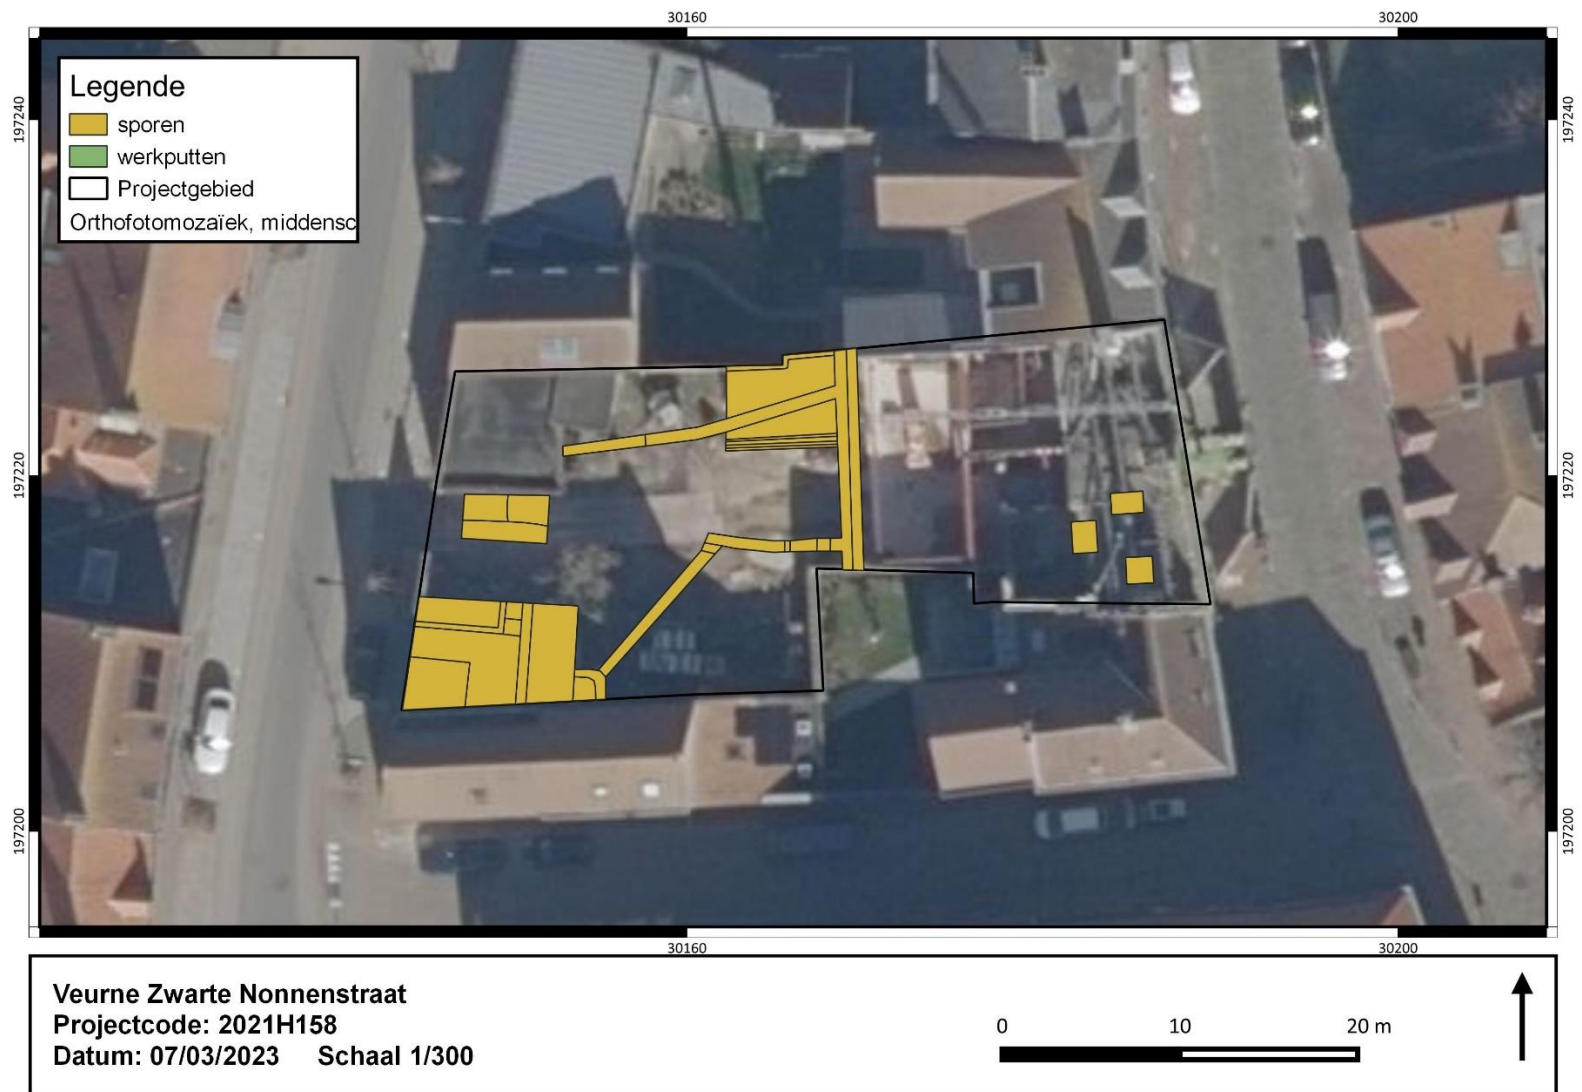 30160 30200
Legende
sporen
werkputten
Projectgebied
Orthofotomozaïek, middensc
197240 197240
197220 197220
197200 197200
30160 30200
Veurne Zwarte Nonnenstraat
Projectcode: 2021H158
Datum: 07/03/2023 Schaal 1/300
0 10 20 m